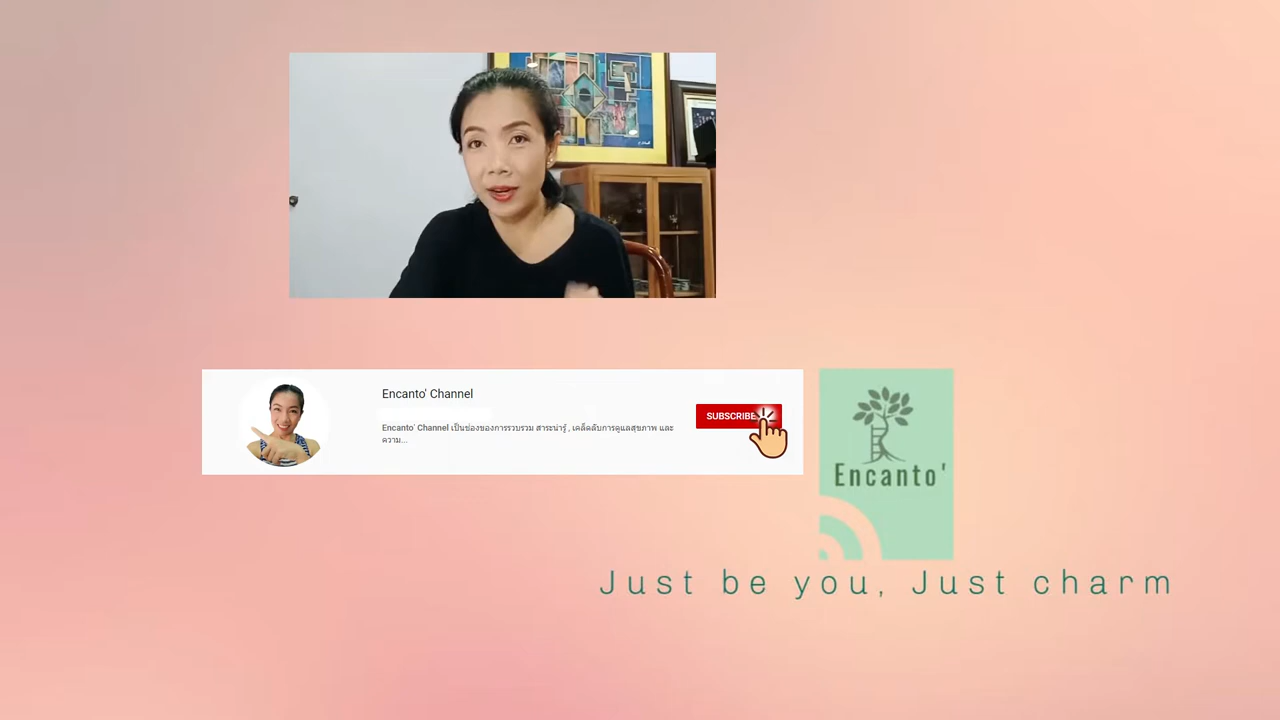 Encanto' Channel
SUBSCRIBE
Encanto' Channel เป็นช่องของการรวบรวม สาระน่ารู้ , เคล็ดลับการดูแลสุขภาพ และ
ความ...
Encanto'
Just be you, Just charm